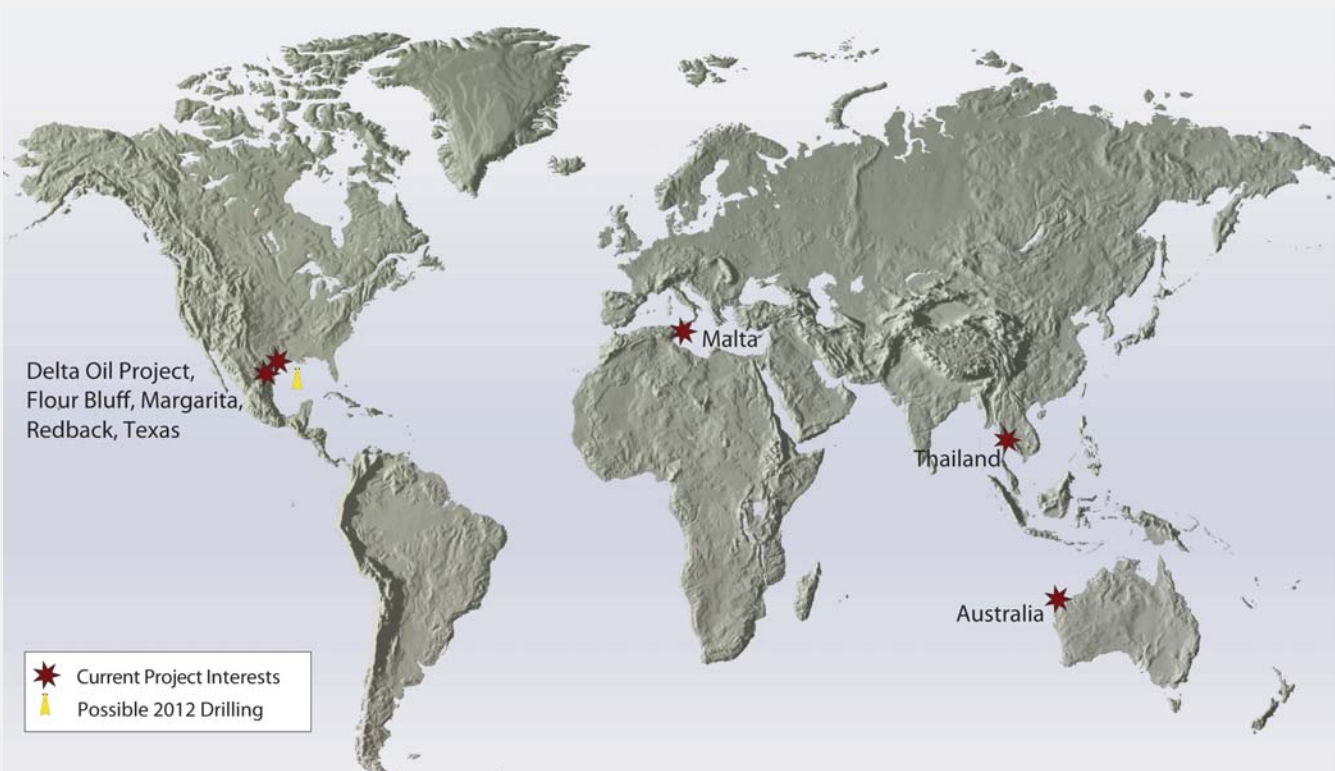 Malta
Delta Oil Project,
Flour Bluff, Margarita,
Redback, Texas
Thailand
Australia
Current Project Interests
Possible 2012 Drilling